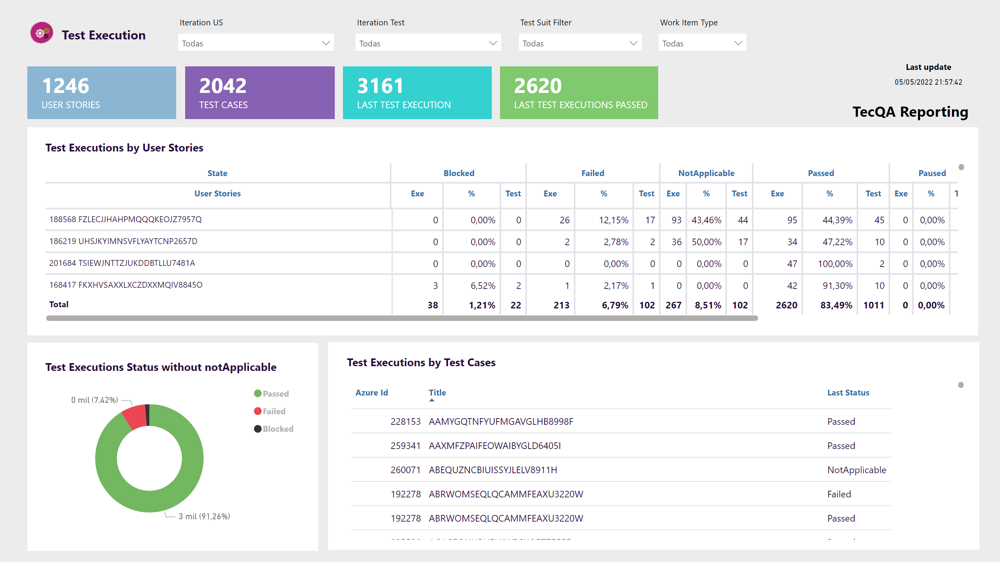 Test Execution
Iteration US
Iteration Test
Test Suit Filter
Work Item Type
Todas
Todas
Todas
Todas
1246
USER STORIES
2042
TEST CASES
3161
LAST TEST EXECUTION
2620
LAST TEST EXECUTIONS PASSED
Last update
05/05/2022 21:57:42
TecQA Reporting
Test Executions by User Stories
State Blocked Failed NotApplicable Passed Paused
User Stories Exe % Test Exe % Test Exe % Test Exe % Test Exe %
188568 FZLECJJHAHPMQQQKEOJZ7957Q 0 0,00% 0 26 12,15% 17 93 43,46% 44 95 44,39% 45 0 0,00%
186219 UHSJKYIMNSVFLYAYTCNP2657D 0 0,00% 0 2 2,78% 2 36 50,00% 17 34 47,22% 10 0 0,00%
201684 TSIEWJNTTZJUKDDBTLLU7481A 0 0,00% 0 0 0,00% 0 0 0,00% 0 47 100,00% 2 0 0,00%
168417 FKXHVSAXXLXCZDXXMQIV8845O 3 6,52% 2 1 2,17% 1 0 0,00% 0 42 91,30% 10 0 0,00%
Total 38 1,21% 22 213 6,79% 102 267 8,51% 102 2620 83,49% 1011 0 0,00%
Test Executions Status without notApplicable
0 mil (7,42%)
3 mil (91,26%)
Passed
Failed
Blocked
Test Executions by Test Cases
Azure Id Title Last Status
228153 AAMYGQTNFYUFMGAVGLHB8998F Passed
259341 AAXMFZPAIFEOWAIBYGLD6405I Passed
260071 ABEQUZNCBIUISSYJLELV8911H NotApplicable
192278 ABRWOMSEQLQCAMMFEAXU3220W Failed
192278 ABRWOMSEQLQCAMMFEAXU3220W Passed